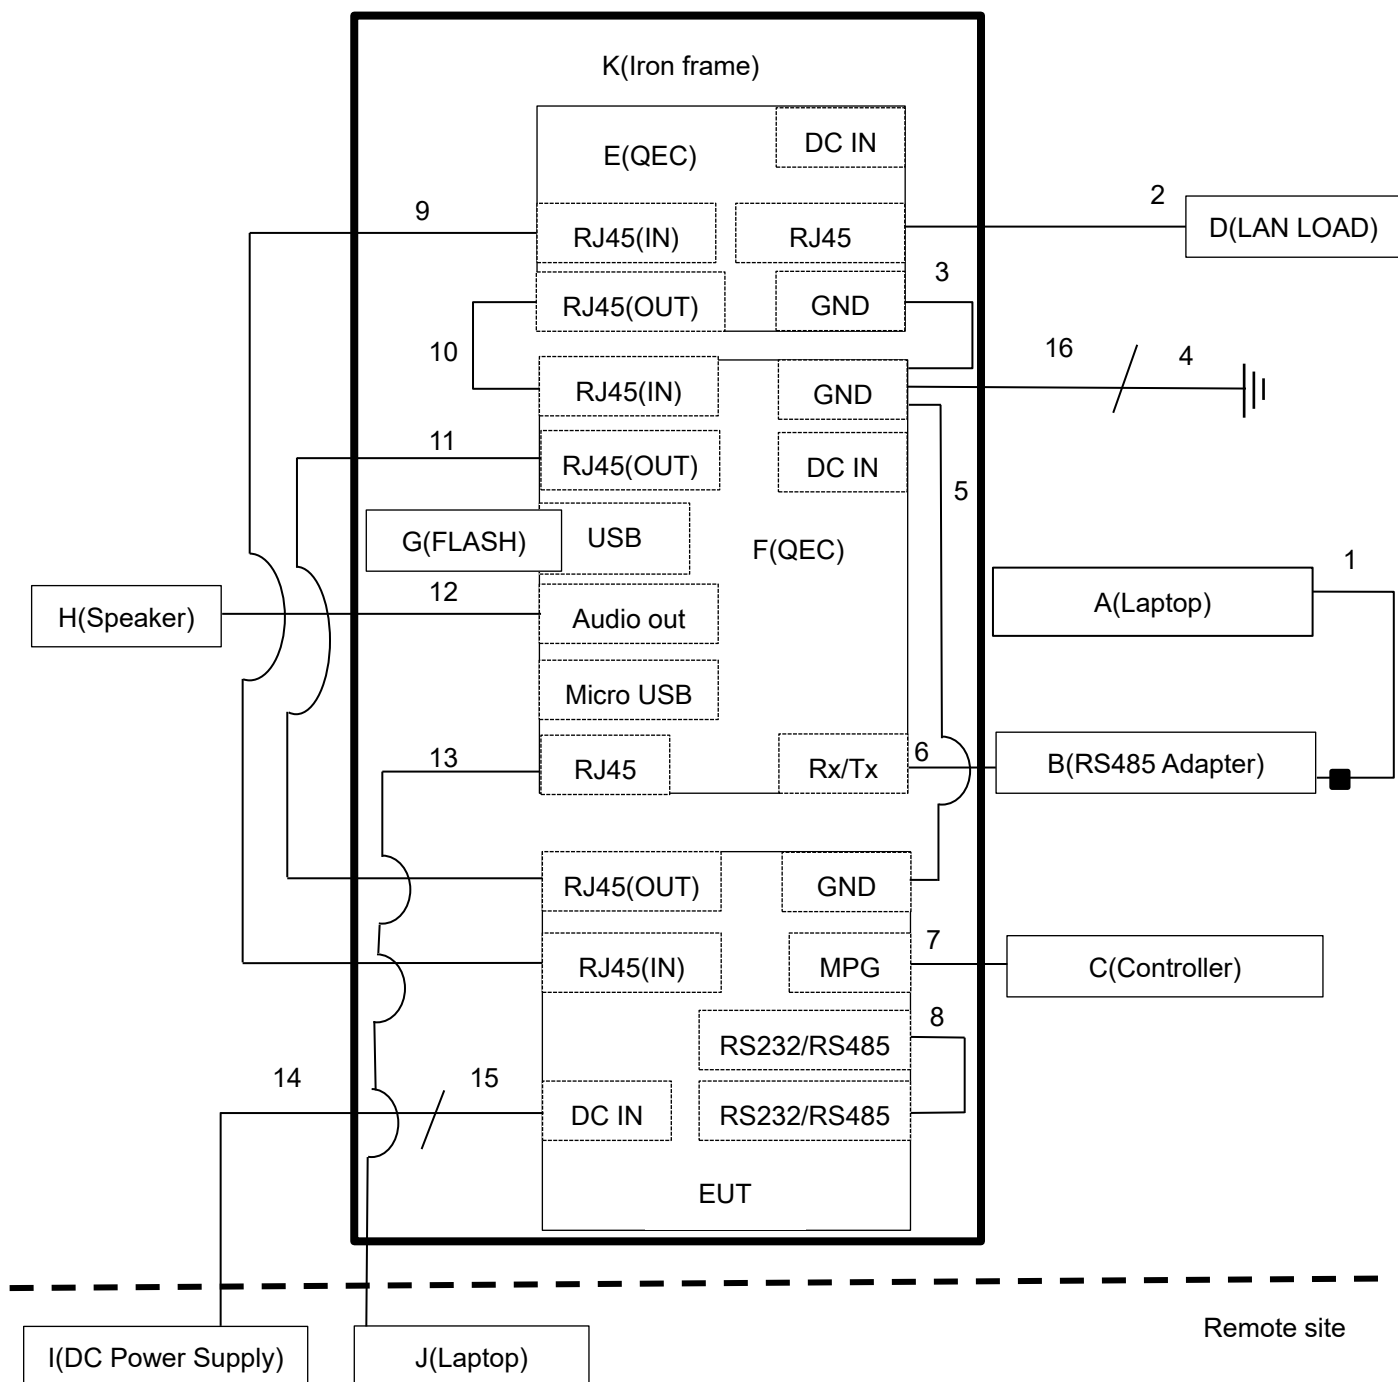 K(Iron frame)
DC IN
E(QEC)
9
2
RJ45(IN)
RJ45
D(LAN LOAD)
3
RJ45(OUT)
GND
10
16
4
RJ45(IN)
GND
11
RJ45(OUT)
DC IN
5
G(FLASH)
USB
F(QEC)
1
12
H(Speaker)
Audio out
A(Laptop)
Micro USB
13
6
RJ45
Rx/Tx
B(RS485 Adapter)
RJ45(OUT)
GND
7
RJ45(IN)
MPG
C(Controller)
8
RS232/RS485
14
15
DC IN
RS232/RS485
EUT
Remote site
I(DC Power Supply)
J(Laptop)